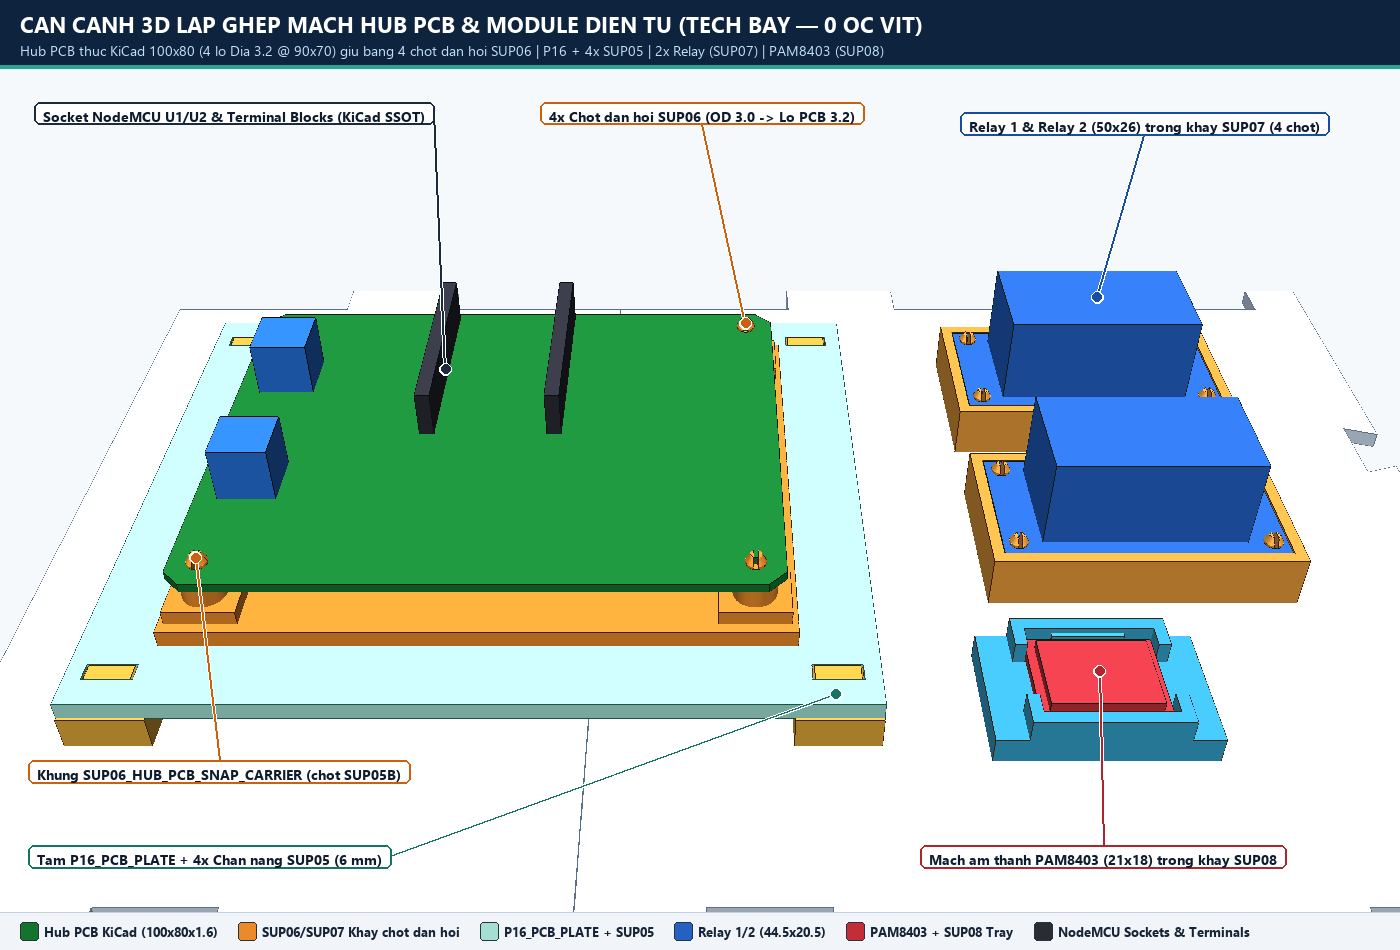 CAN CANH 3D LAP GHEP MACH HUB PCB & MODULE DIEN TU (TECH BAY — 0 OC VIT)
Hub PCB thuc KiCad 100x80 (4 lo Dia 3.2 @ 90x70) giu bang 4 chot dan hoi SUP06 | P16 + 4x SUP05 | 2x Relay (SUP07) | PAM8403 (SUP08)
Socket NodeMCU U1/U2 & Terminal Blocks (KiCad SSOT)
4x Chot dan hoi SUP06 (OD 3.0 -> Lo PCB 3.2)
Relay 1 & Relay 2 (50x26) trong khay SUP07 (4 chot)
Khung SUP06_HUB_PCB_SNAP_CARRIER (chot SUP05B)
Tam P16_PCB_PLATE + 4x Chan nang SUP05 (6 mm)
Mach am thanh PAM8403 (21x18) trong khay SUP08
Hub PCB KiCad (100x80x1.6)
SUP06/SUP07 Khay chot dan hoi
P16_PCB_PLATE + SUP05
Relay 1/2 (44.5x20.5)
PAM8403 + SUP08 Tray
NodeMCU Sockets & Terminals